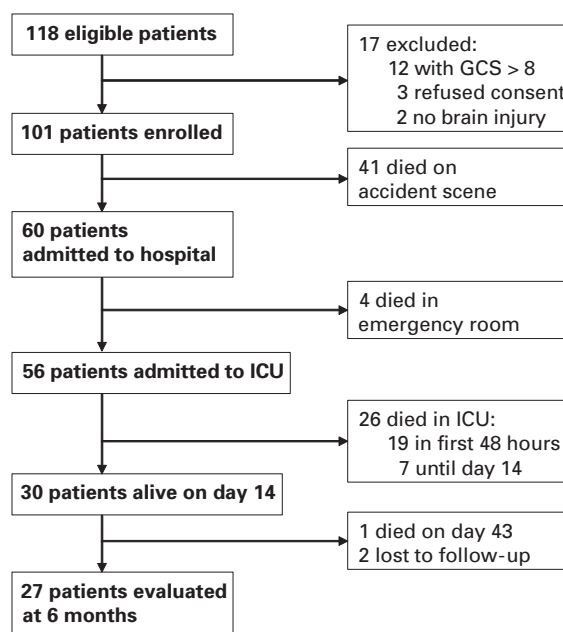 118 eligible patients
17 excluded:
12 with GCS > 8
3 refused consent
2 no brain injury
101 patients enrolled
41 died on
accident scene
60 patients
admitted to hospital
4 died in
emergency room
56 patients admitted to ICU
26 died in ICU:
19 in first 48 hours
7 until day 14
30 patients alive on day 14
1 died on day 43
2 lost to follow-up
27 patients evaluated
at 6 months